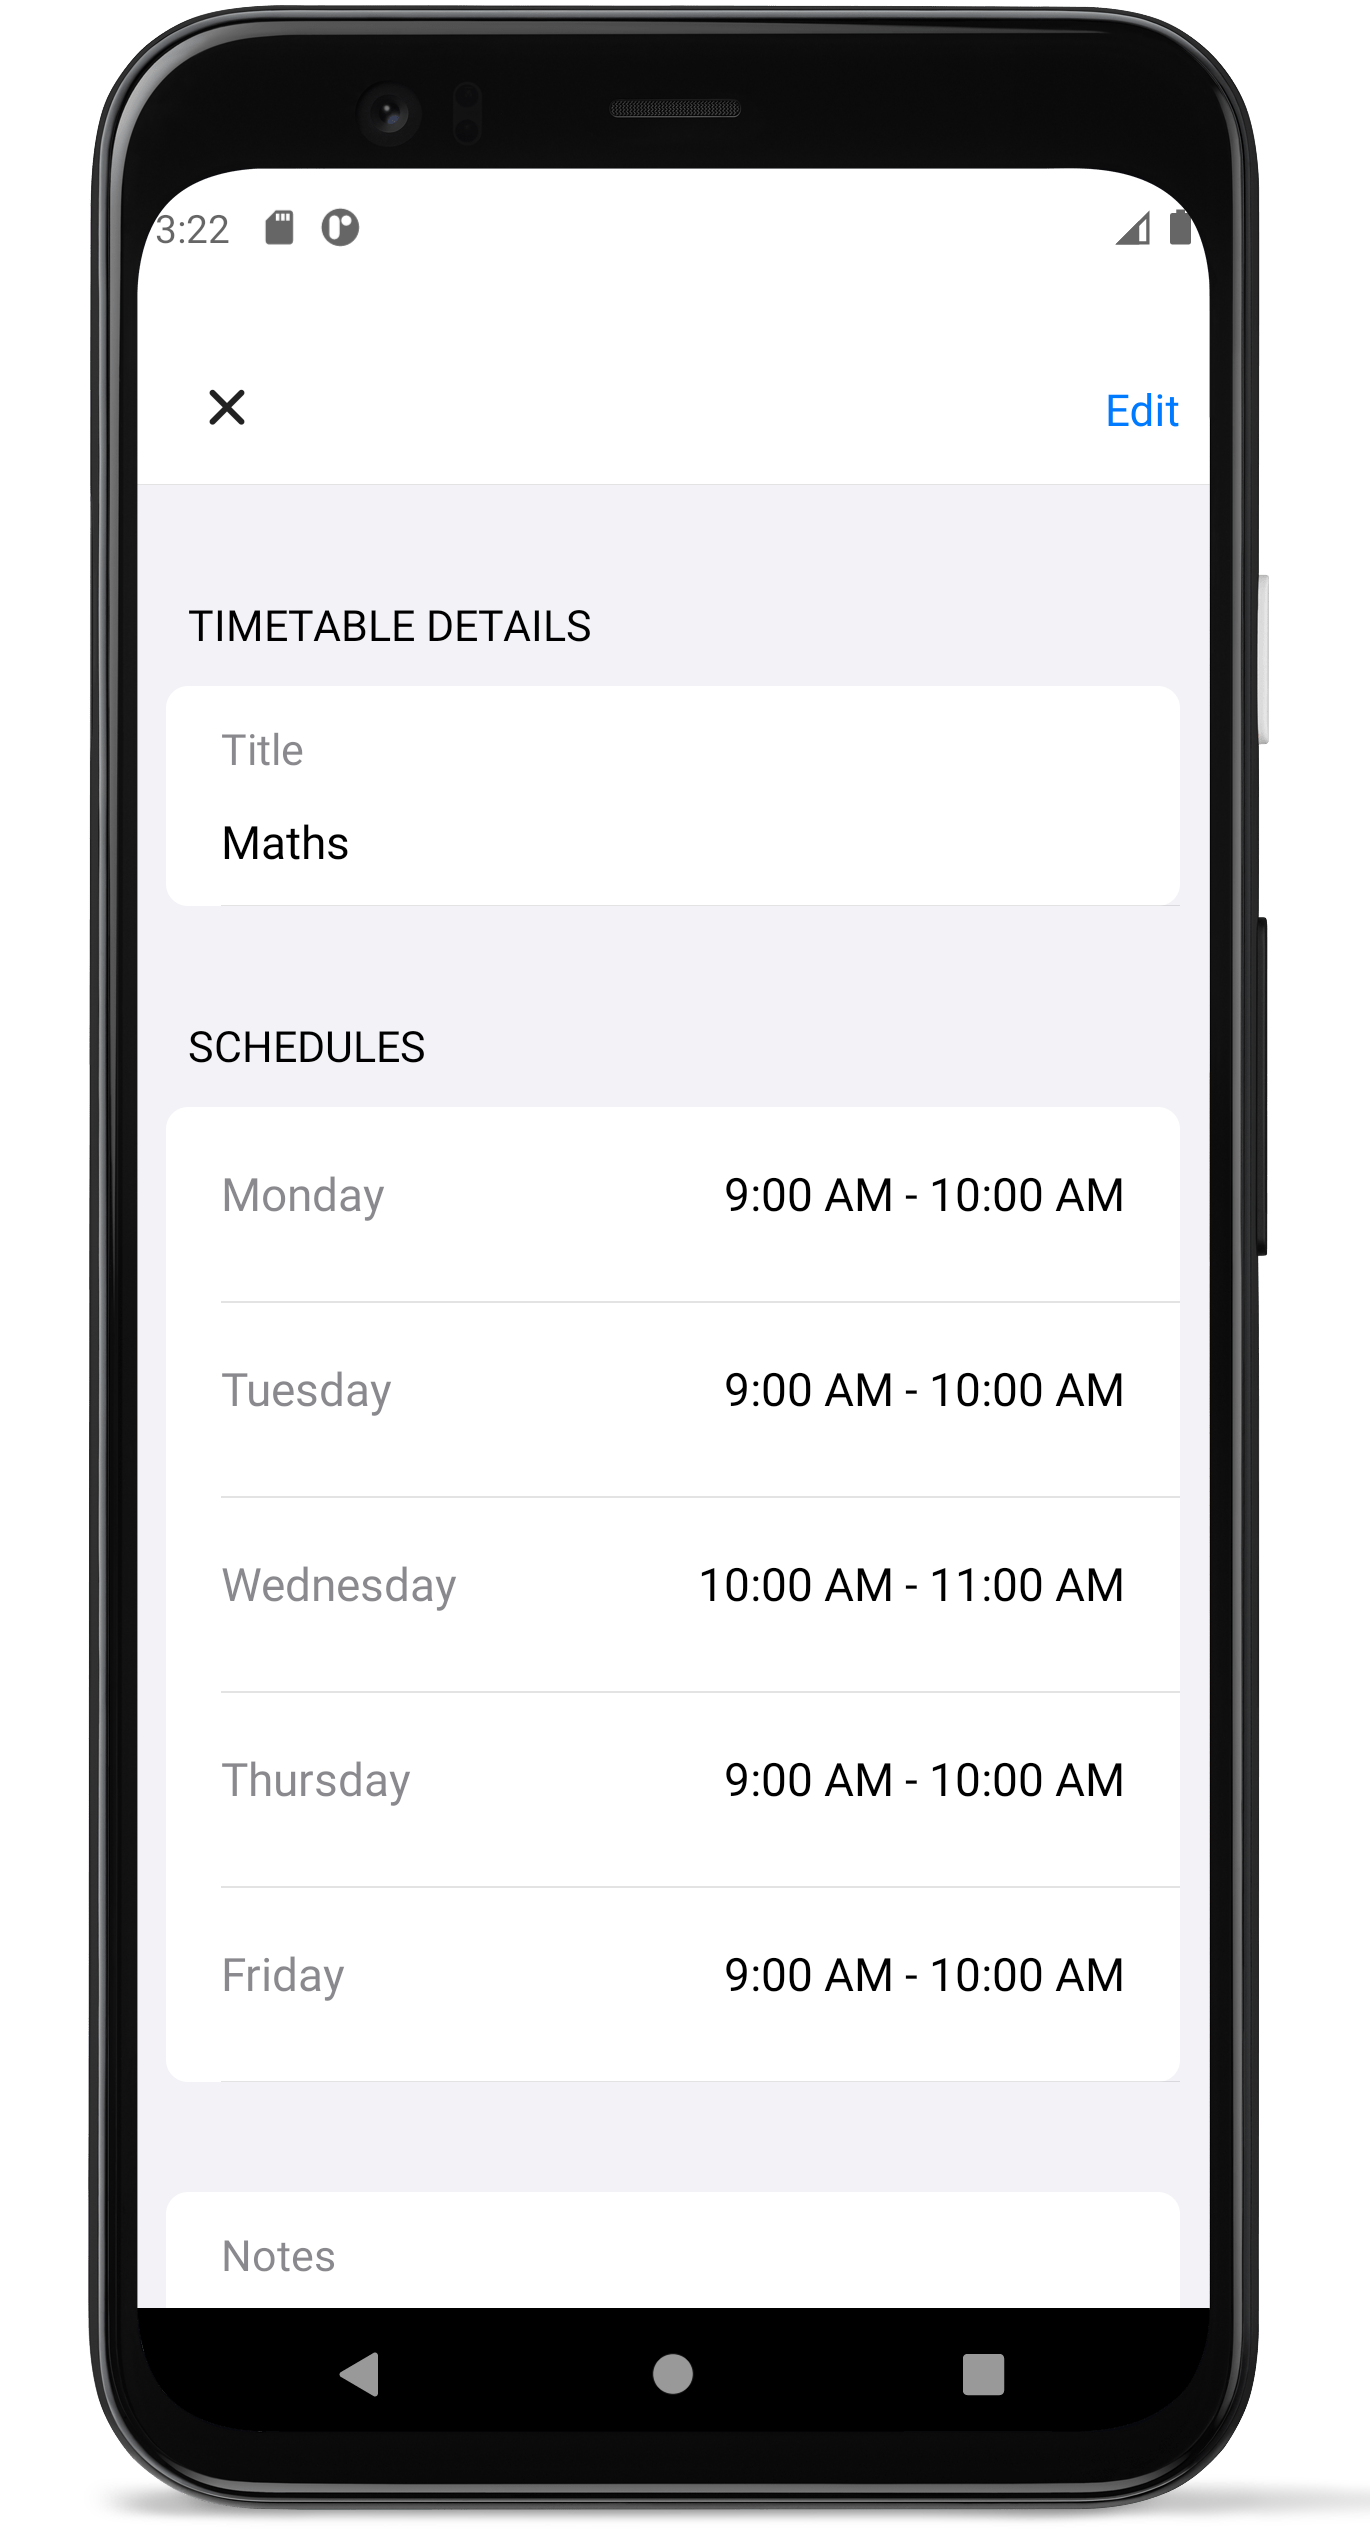 3:22
Edit
TIMETABLE DETAILS
Title
Maths
SCHEDULES
Monday 9:00 AM - 10:00 AM
Tuesday 9:00 AM - 10:00 AM
Wednesday 10:00 AM - 11:00 AM
Thursday 9:00 AM - 10:00 AM
Friday 9:00 AM - 10:00 AM
Notes